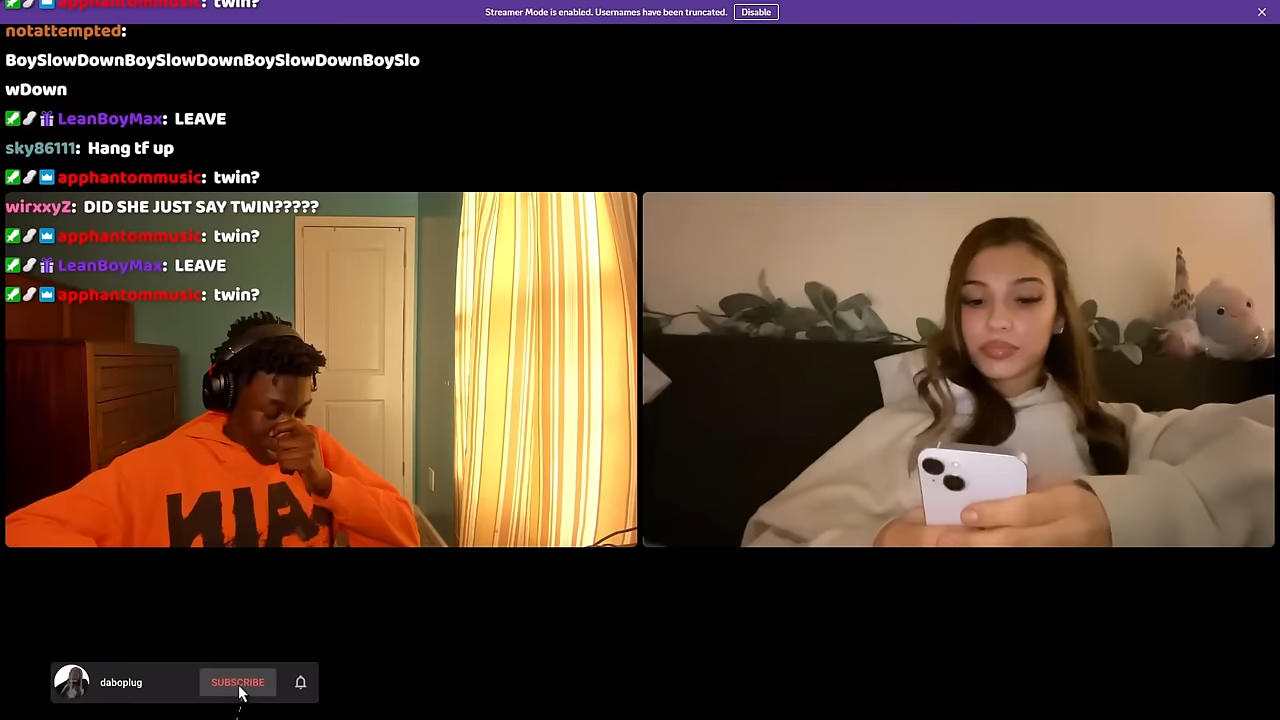 twin?
Streamer Mode is enabled. Usernames have been truncated. Disable
notattempted:
BoySlowDownBoySlowDownBoySlowDownBoySlo
wDown
LeanBoyMax: LEAVE
sky86111: Hang tf up
apphantommusic: twin?
wirxxyZ: DID SHE JUST SAY TWIN?????
apphantommusic: twin?
LeanBoyMax: LEAVE
apphantommusic: twin?
daboplug SUBSCRIBE